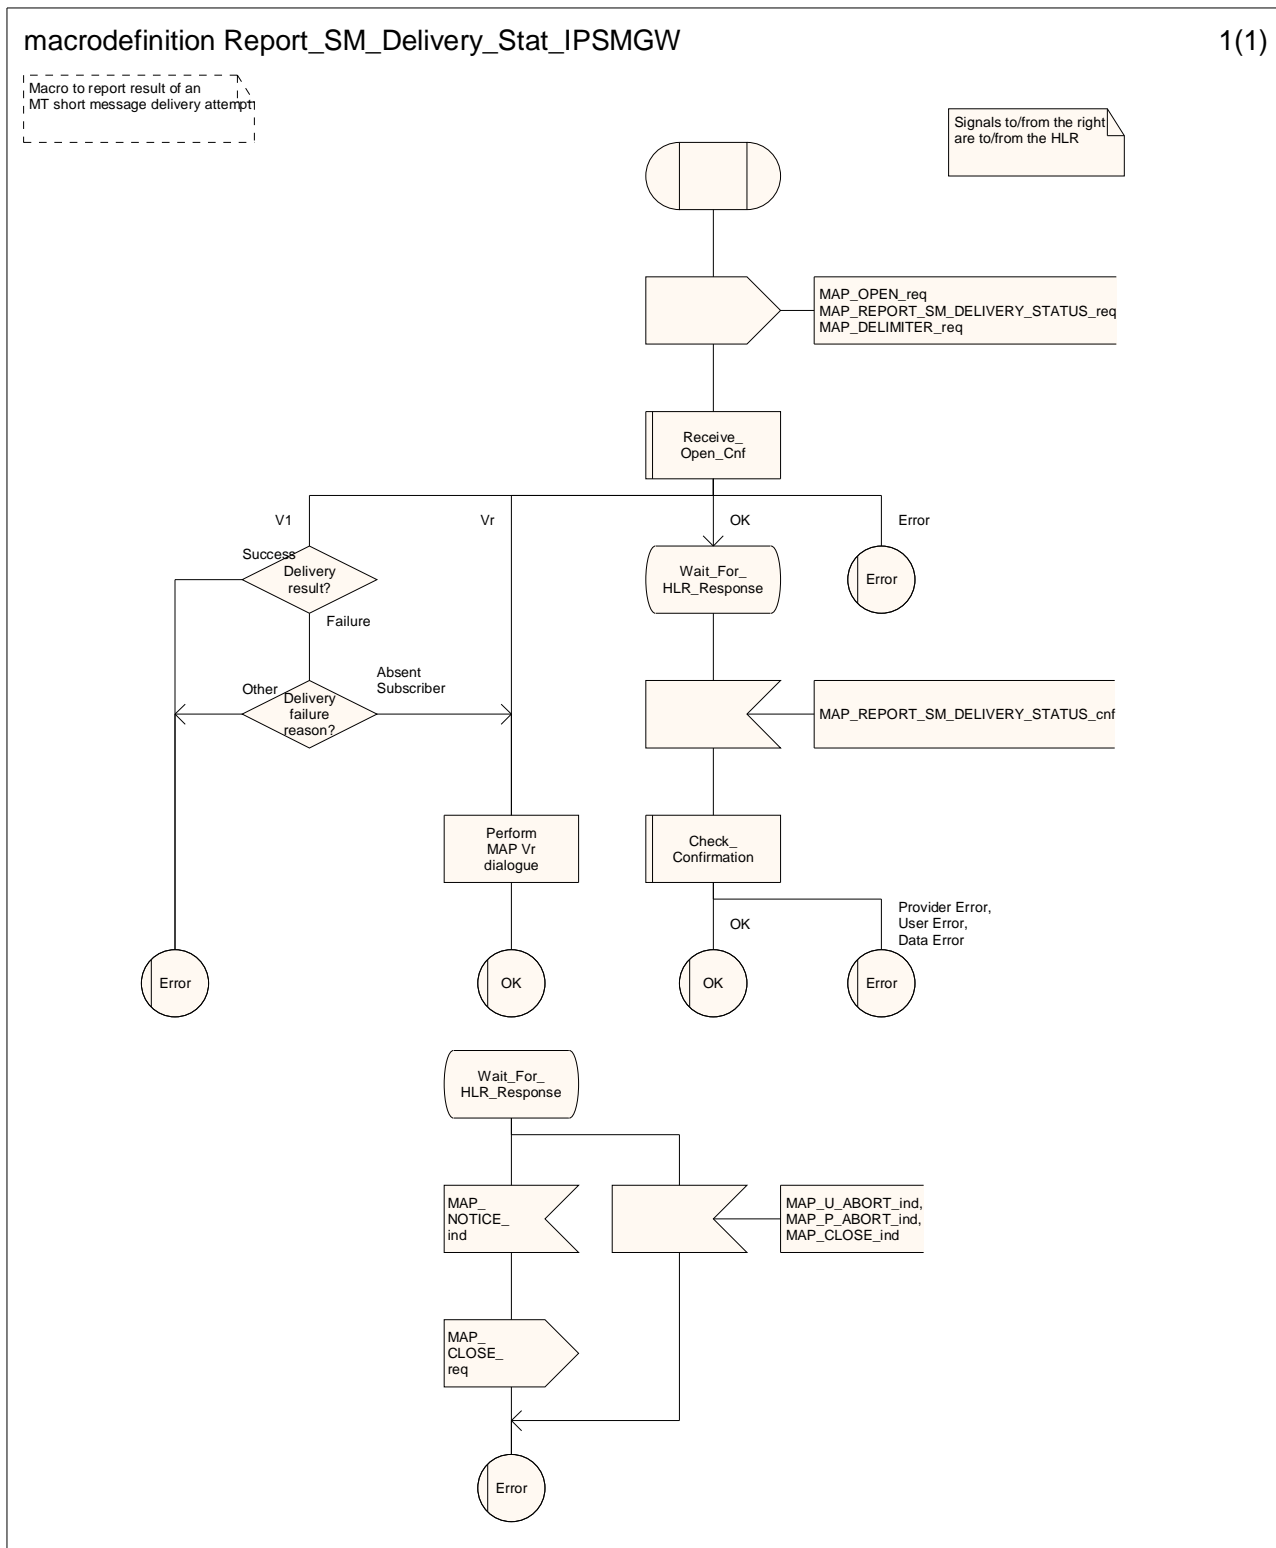 macrodefinition Report_SM_Delivery_Stat_IPSMGW
1(1)
Macro to report result of an
MT short message delivery attempt
Signals to/from the right
are to/from the HLR
MAP_OPEN_req
MAP_REPORT_SM_DELIVERY_STATUS_req
MAP_DELIMITER_req
Receive_
Open_Cnf
V1
Vr
OK
Error
Success
Delivery
result?
Wait_For_
HLR_Response
Error
Failure
Absent
Subscriber
Other
Delivery
failure
reason?
MAP_REPORT_SM_DELIVERY_STATUS_cnf
Perform
MAP Vr
dialogue
Check_
Confirmation
OK
Provider Error,
User Error,
Data Error
Error
OK
OK
Error
Wait_For_
HLR_Response
MAP_
NOTICE_
ind
MAP_U_ABORT_ind,
MAP_P_ABORT_ind,
MAP_CLOSE_ind
MAP_
CLOSE_
req
Error